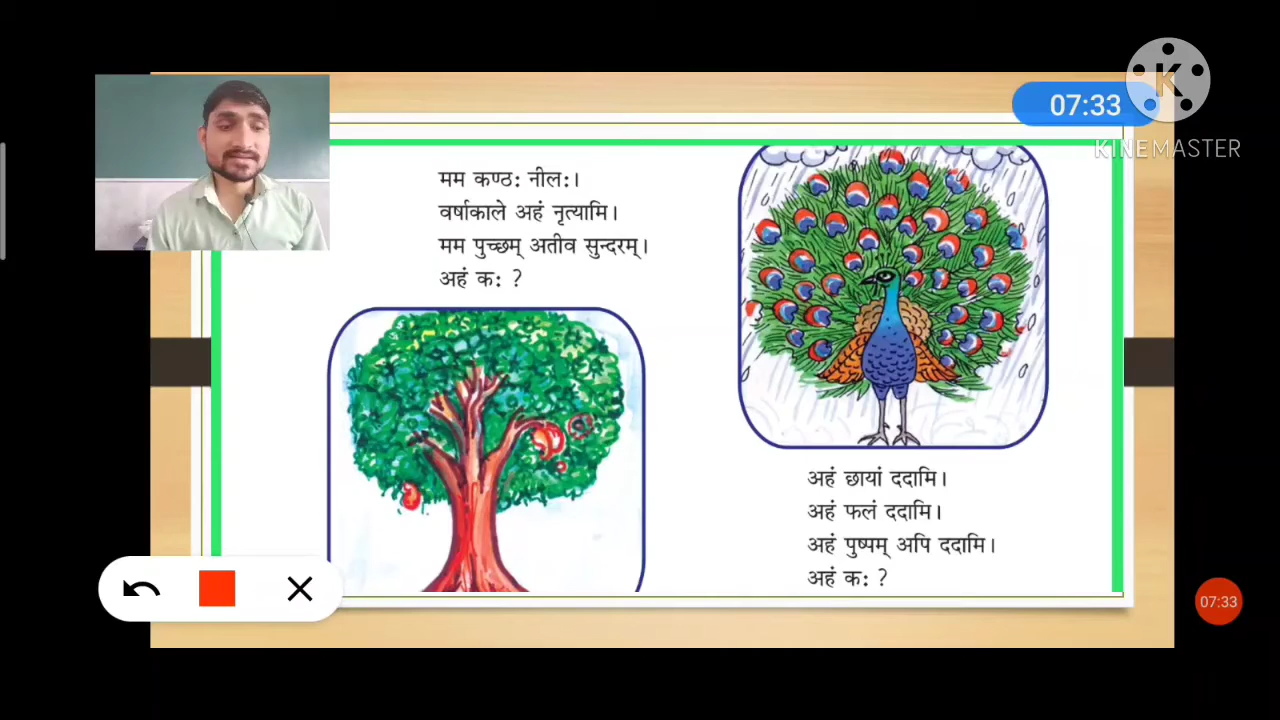 07:33
KINEMASTER
मम कण्ठः नीलः।
वर्षाकाले अहं नृत्यामि।
मम पुच्छम् अतीव सुन्दरम्।
अहं कः ?
अहं छायां ददामि।
अहं फलं ददामि।
अहं पुष्पम् अपि ददामि।
अहं कः ?
07:33